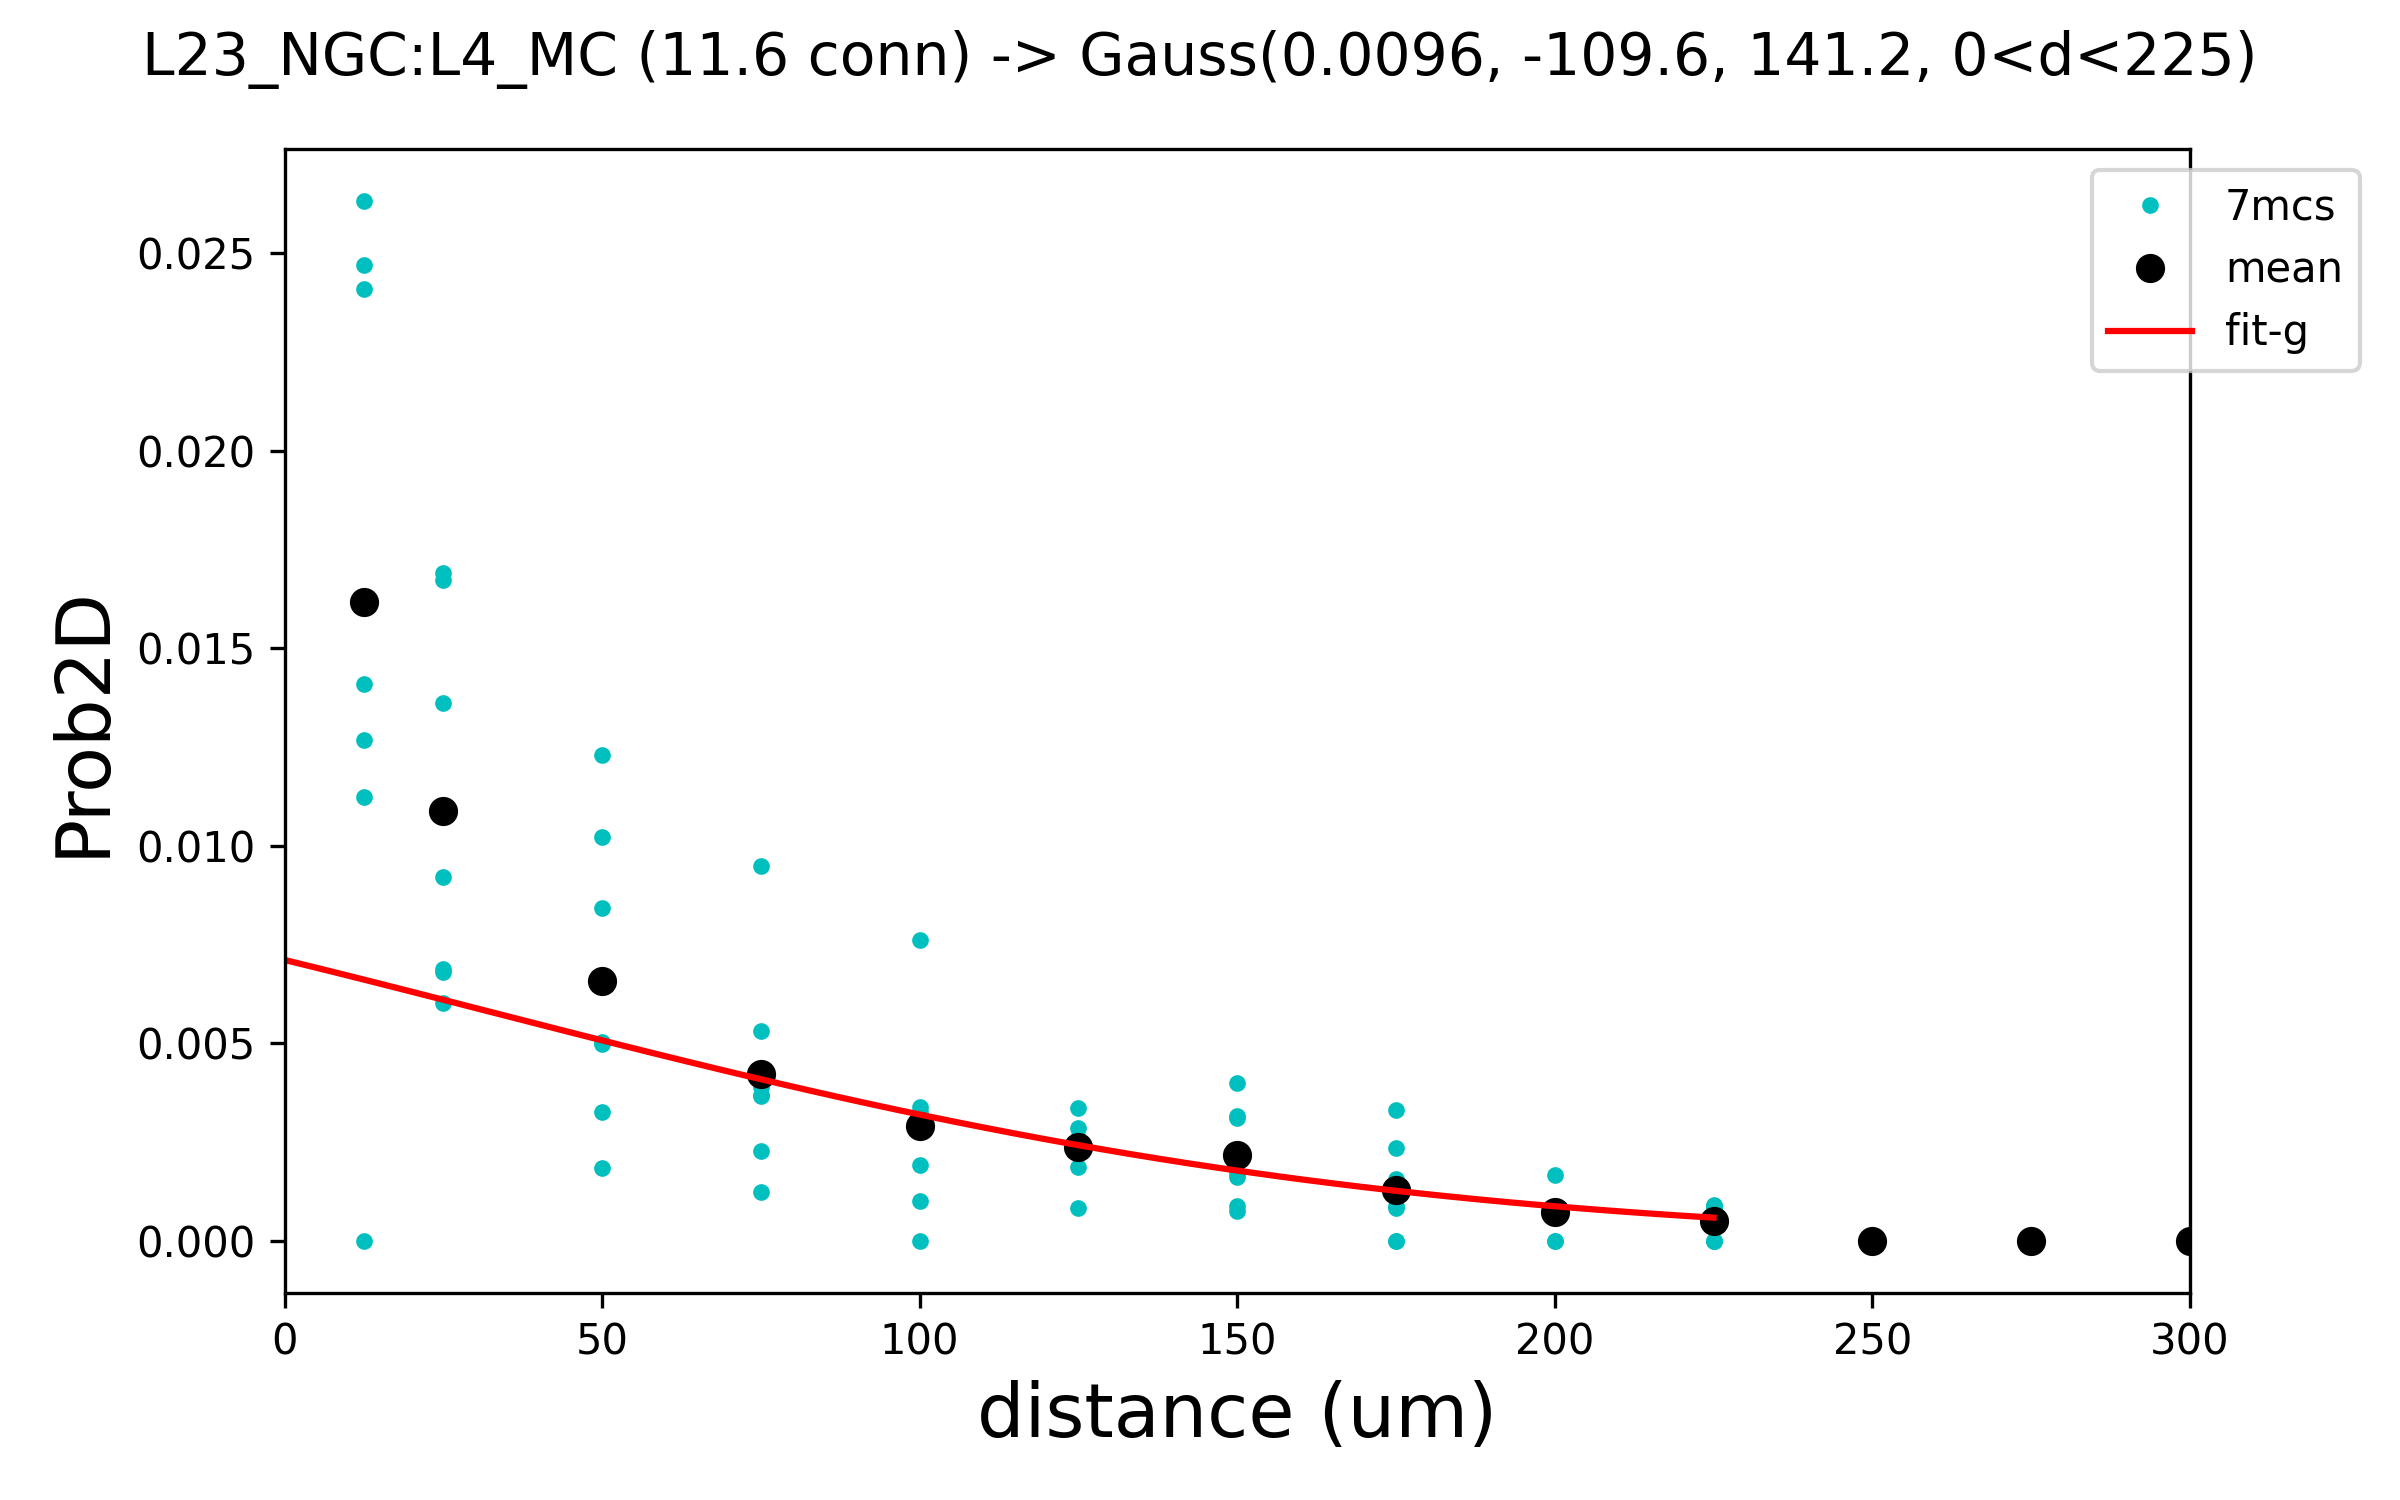 L23_NGC:L4_MC (11.6 conn) -> Gauss(0.0096, -109.6, 141.2, 0<d<225)
7mcs
mean
fit-g
Prob2D
0.025
0.020
0.015
0.010
0.005
0.000
0 50 100 150 200 250 300
distance (um)